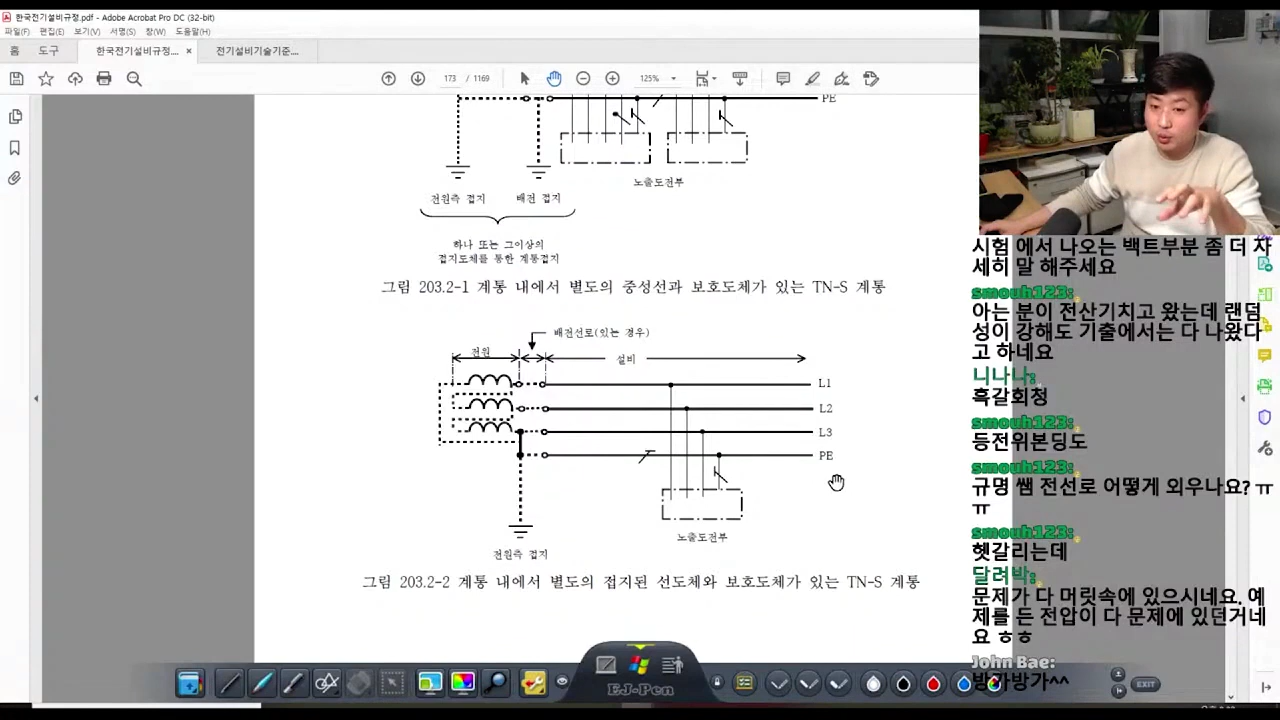 한국전기설비규정.pdf - Adobe Acrobat Pro DC (32-bit)
파일(F) 편집(E) 보기(V) 서명(S) 창(W) 도움말(H)
홈 도구 한국전기설비규정... × 전기설비기술기준....
173 / 1169 125%
PE
노출도전부
전원측 접지 배전 접지
하나 또는 그이상의
접지도체를 통한 계통접지
그림 203.2-1 계통 내에서 별도의 중성선과 보호도체가 있는 TN-S 계통
배전선로(있는 경우)
전원
설비
L1
L2
L3
PE
노출도전부
전원측 접지
그림 203.2-2 계통 내에서 별도의 접지된 선도체와 보호도체가 있는 TN-S 계통
시험 에서 나오는 백트부분 좀 더 자
세히 말 해주세요
smouh123:
아는 분이 전산기치고 왔는데 랜덤
성이 강해도 기출에서는 다 나왔다
고 하네요
니나나:
흑갈회청
smouh123:
등전위본딩도
smouh123:
규명 쌤 전선로 어떻게 외우나요? ㅠ
ㅠ
smouh123:
헷갈리는데
달려박:
문제가 다 머릿속에 있으시네요. 예
제를 든 전압이 다 문제에 있던거네
요 ㅎㅎ
John Bae:
방가방가^^
EJ-Pen
EXIT